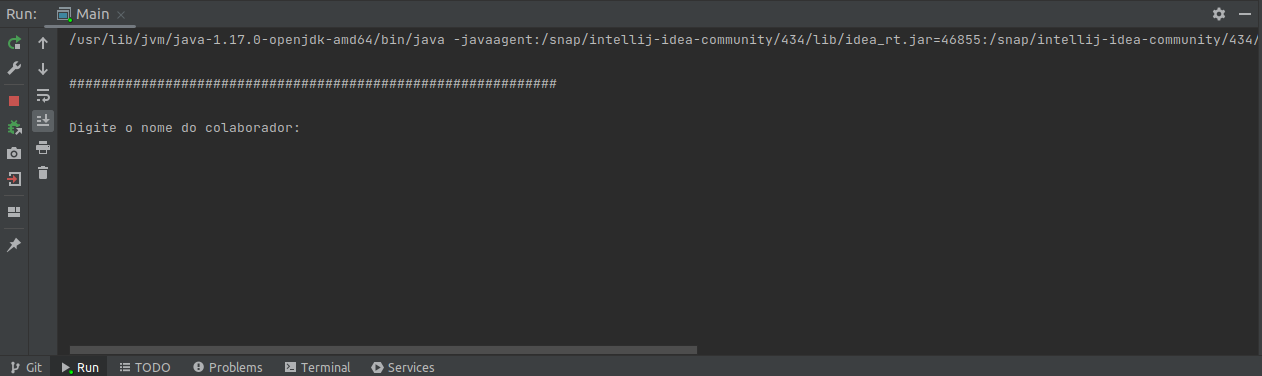 Run: Main
/usr/lib/jvm/java-1.17.0-openjdk-amd64/bin/java -javaagent:/snap/intellij-idea-community/434/lib/idea_rt.jar=46855:/snap/intellij-idea-community/434/
#############################################################
Digite o nome do colaborador:
Git Run TODO Problems Terminal Services